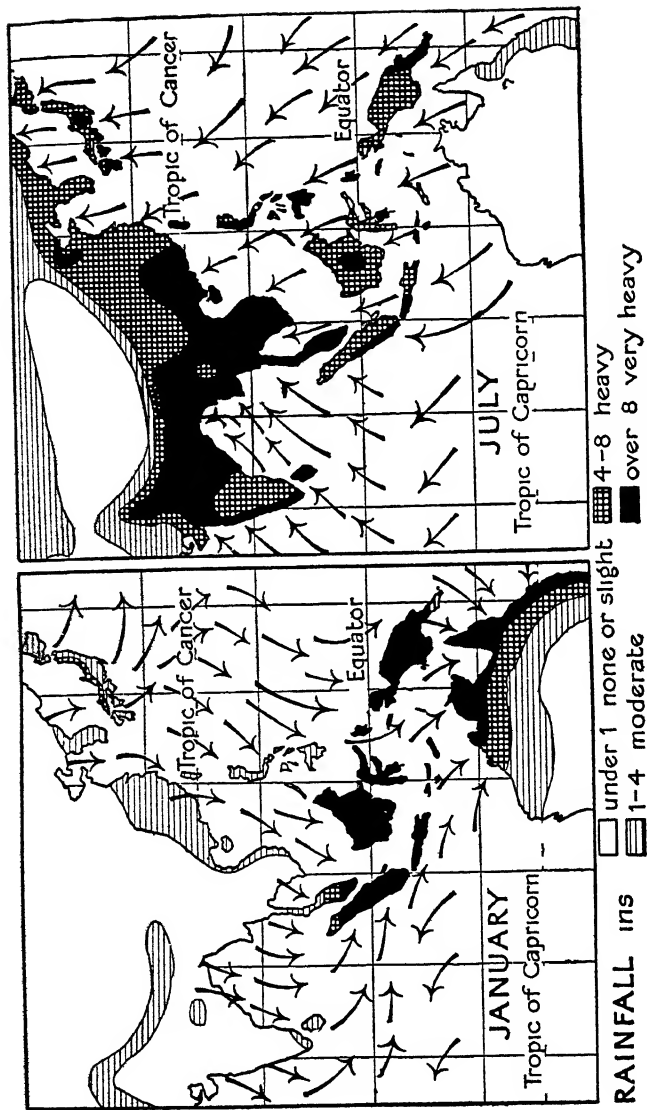 Tropic of Cancer
Equator
P.I.
JANUARY
Tropic of Capricorn
Tropic of Cancer
Equator
P.I.
JULY
Tropic of Capricorn
RAINFALL ins
under 1 none or slight
4-8 heavy
1-4 moderate
over 8 very heavy